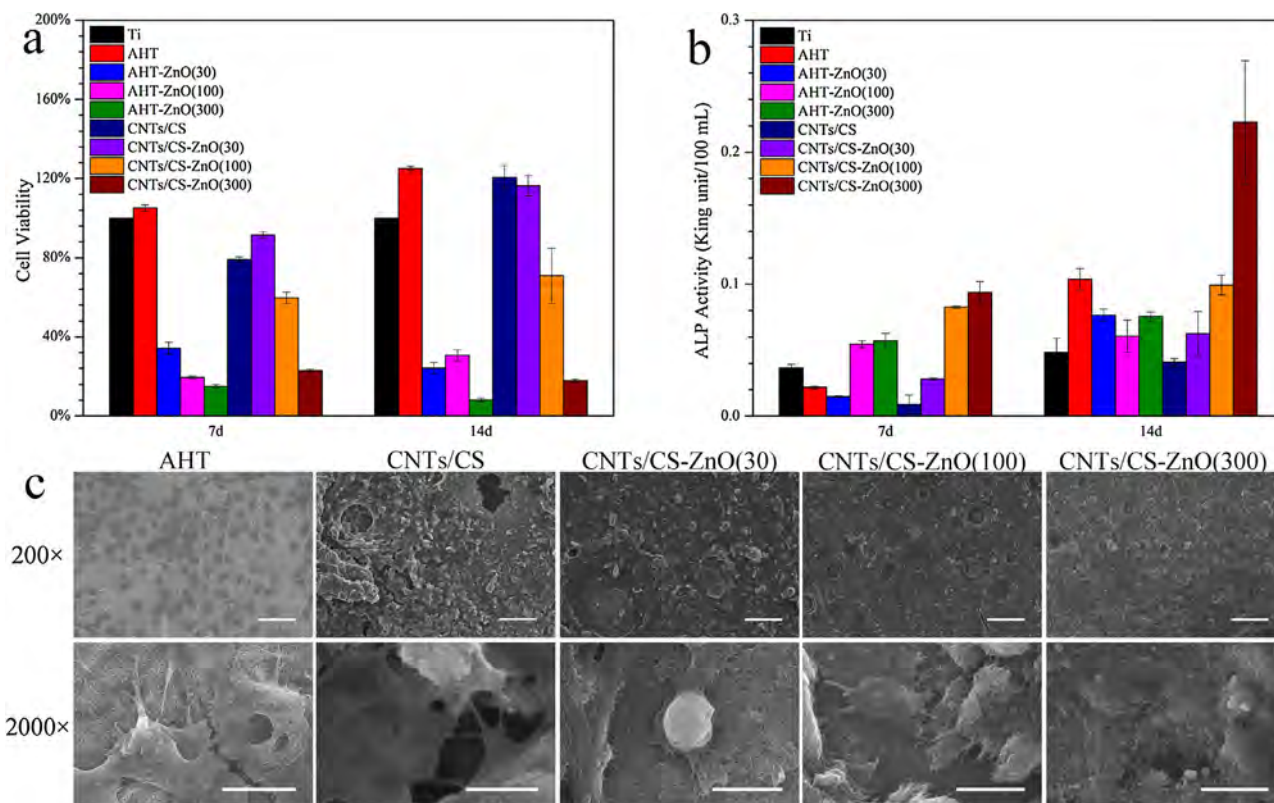 a
Cell Viability
200%
160%
120%
80%
40%
0%
Ti
AHT
AHT-ZnO(30)
AHT-ZnO(100)
AHT-ZnO(300)
CNTs/CS
CNTs/CS-ZnO(30)
CNTs/CS-ZnO(100)
CNTs/CS-ZnO(300)
7d
14d
b
ALP Activity (King unit/100 mL)
0.3
0.2
0.1
0.0
Ti
AHT
AHT-ZnO(30)
AHT-ZnO(100)
AHT-ZnO(300)
CNTs/CS
CNTs/CS-ZnO(30)
CNTs/CS-ZnO(100)
CNTs/CS-ZnO(300)
7d
14d
c
AHT
CNTs/CS
CNTs/CS-ZnO(30)
CNTs/CS-ZnO(100)
CNTs/CS-ZnO(300)
200×
2000×